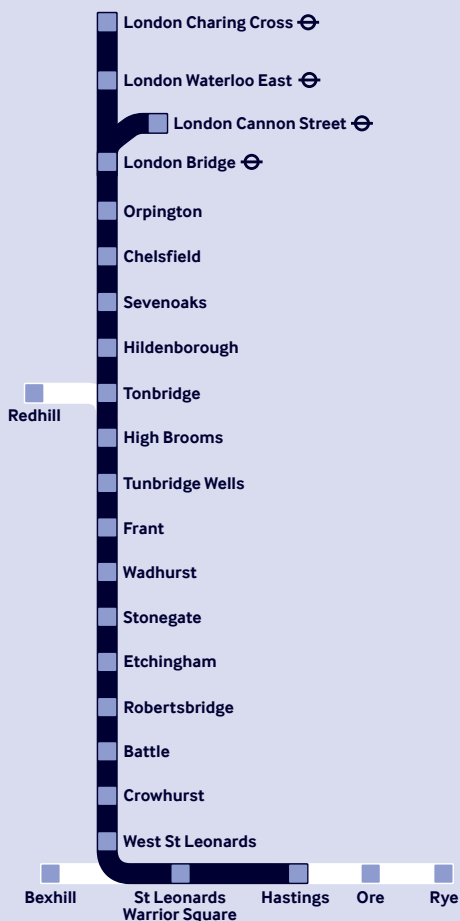 London Charing Cross
London Waterloo East
London Cannon Street
London Bridge
Orpington
Chelsfield
Sevenoaks
Hildenborough
Tonbridge
Redhill
High Brooms
Tunbridge Wells
Frant
Wadhurst
Stonegate
Etchingham
Robertsbridge
Battle
Crowhurst
West St Leonards
Bexhill
St Leonards
Warrior Square
Hastings
Ore
Rye